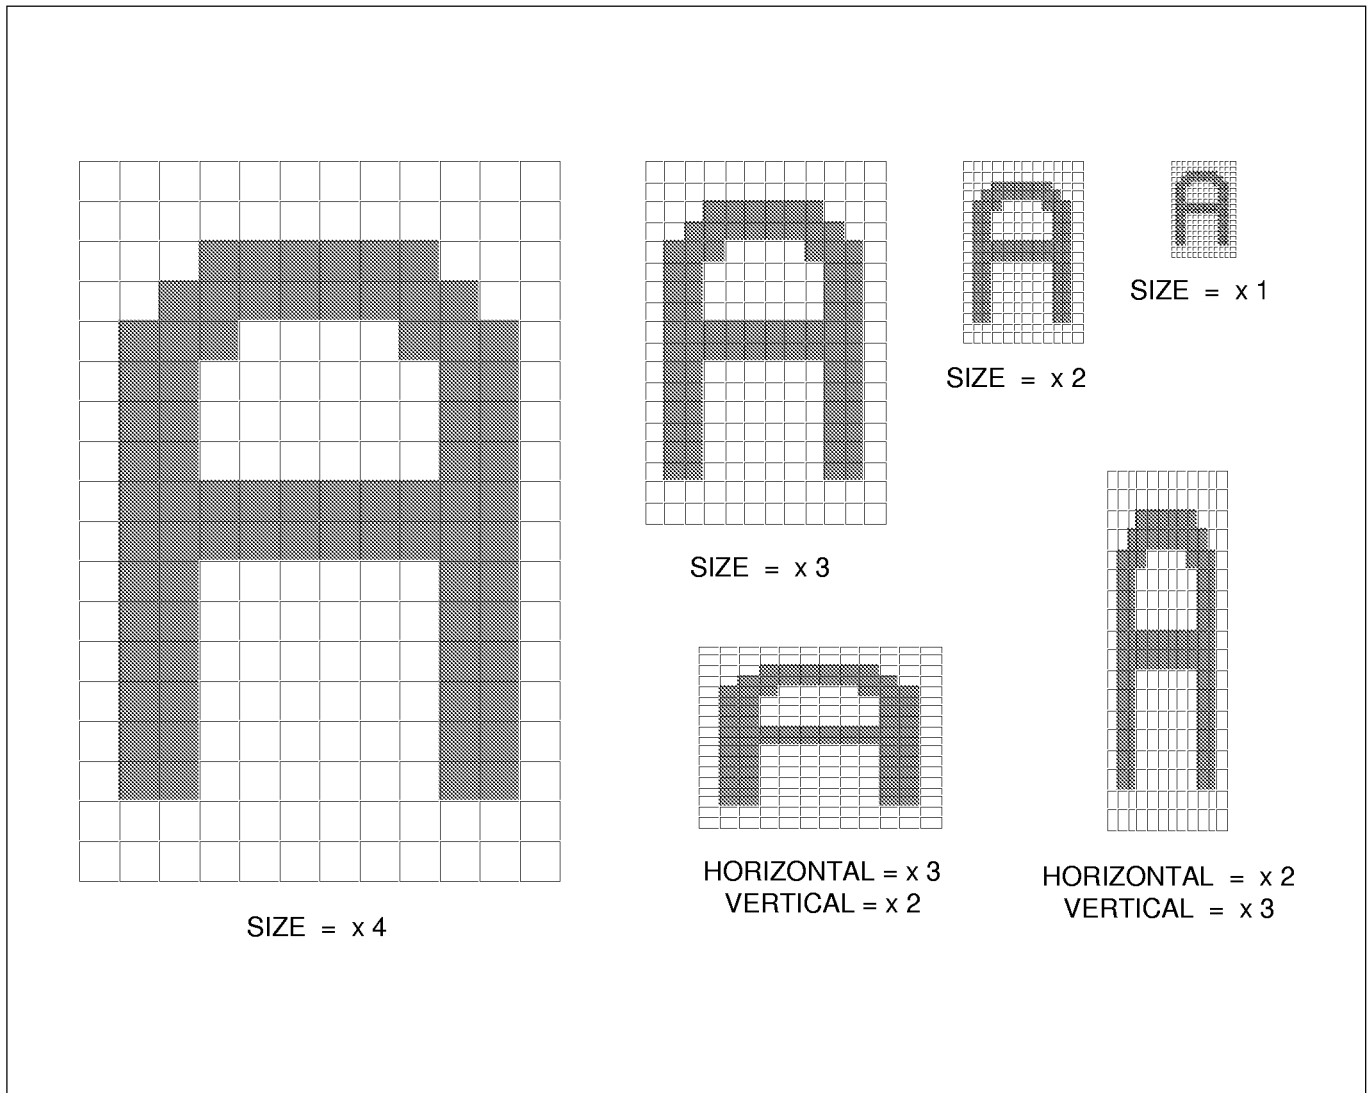 SIZE = x 1
SIZE = x 2
SIZE = x 3
HORIZONTAL = x 3
VERTICAL = x 2
HORIZONTAL = x 2
VERTICAL = x 3
SIZE = x 4